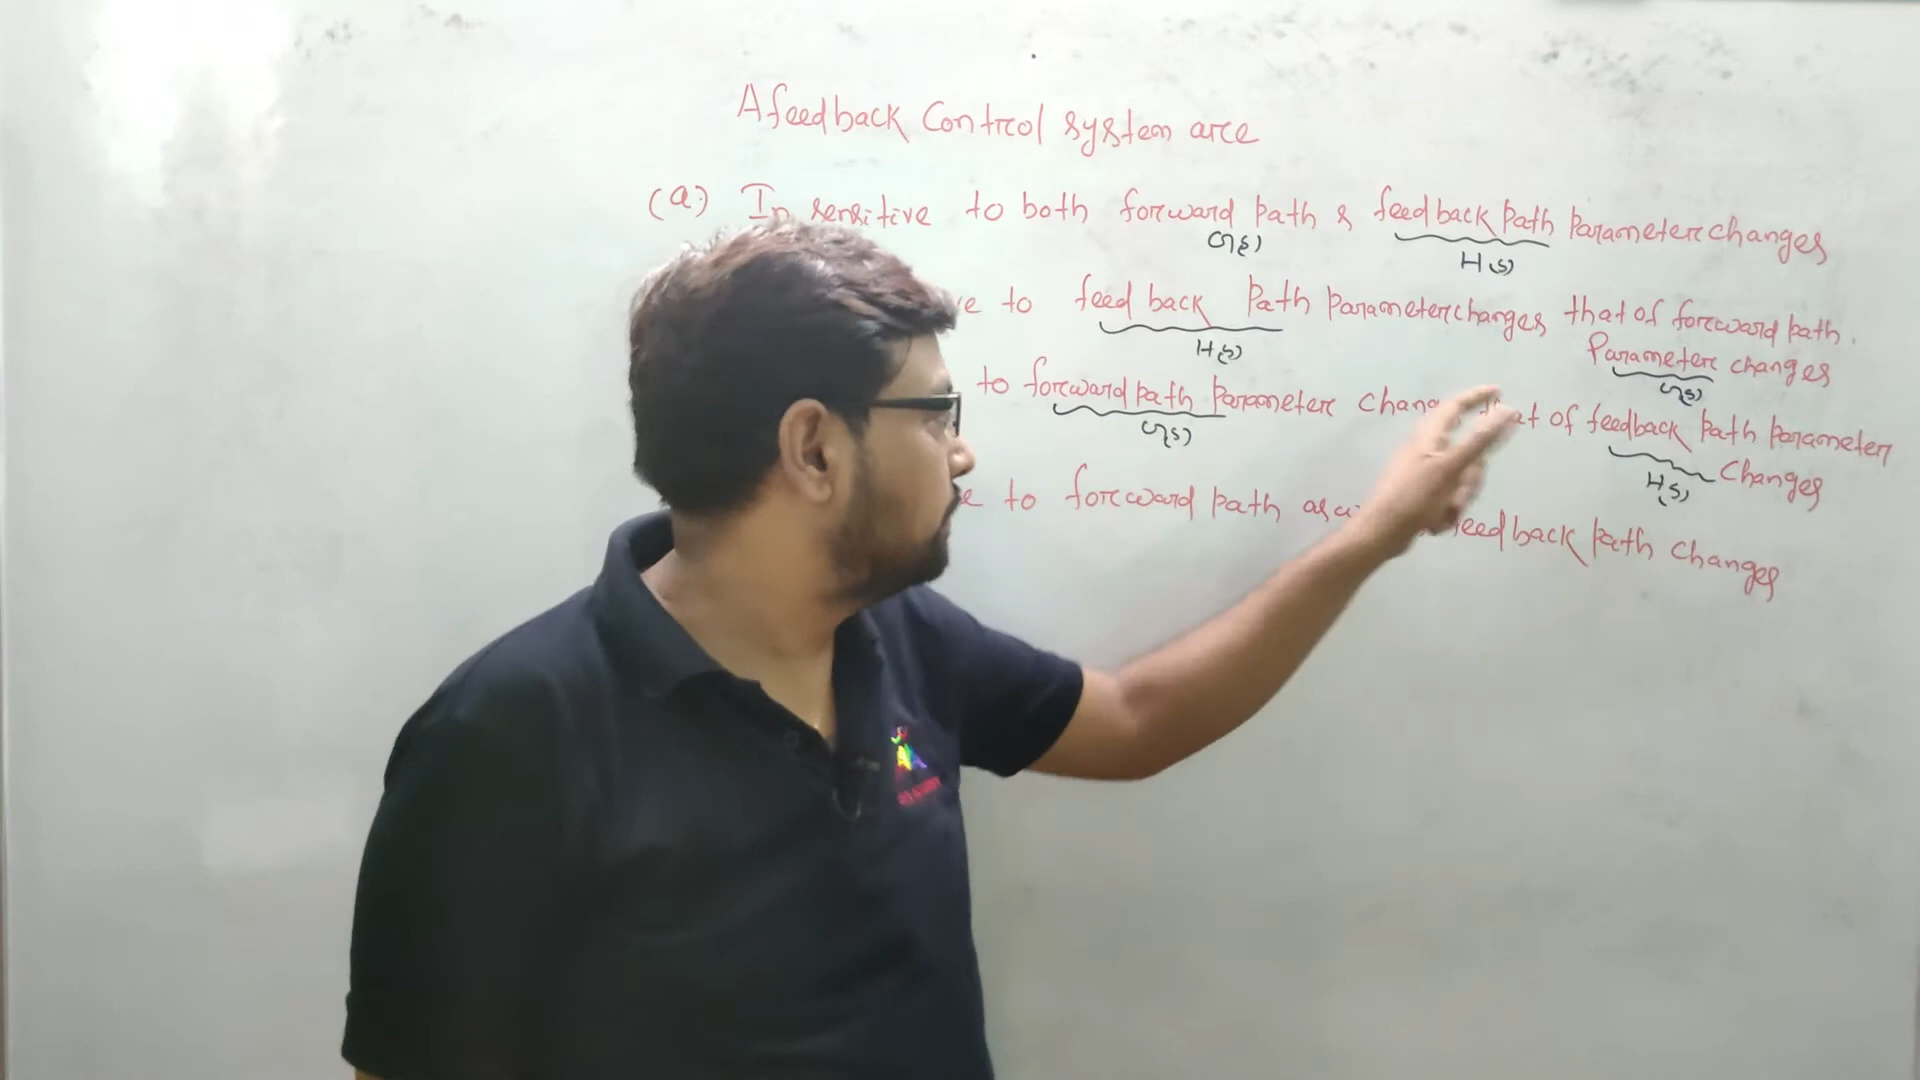 A feedback Control system are
(a) In sensitive to both forward path & feedback path parameter changes
G(s) H(s)
to feed back path parameter changes that of forward path.
H(s) parameter changes
G(s)
to forward path parameter that of feedback path parameter
G(s) changes
H(s)
to forward path feedback path changes